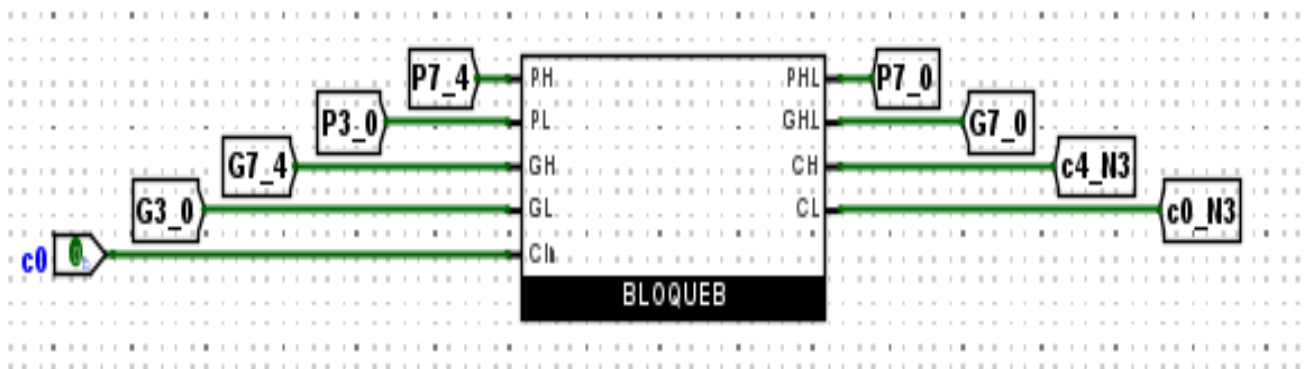 P7_4 PH PHL P7_0
P3_0 PL GHL G7_0
G7_4 GH CH c4_N3
G3_0 GL CL c0_N3
c0 0 CIn
BLOQUEB